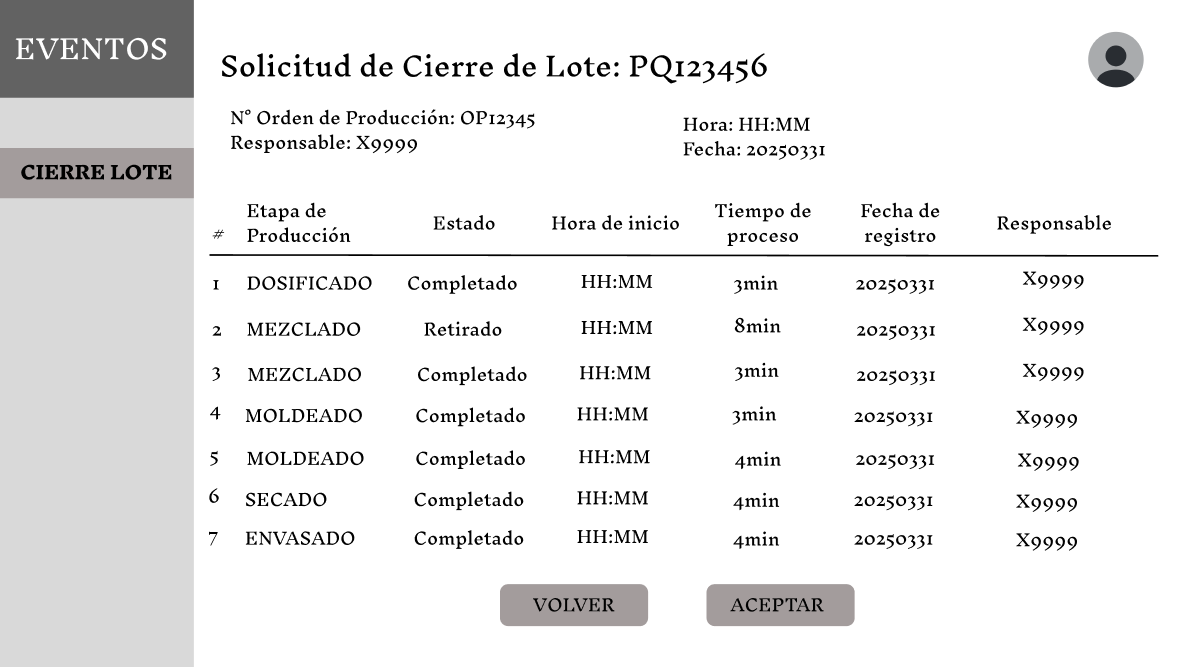 EVENTOS
CIERRE LOTE
Solicitud de Cierre de Lote: PQ123456
N° Orden de Producción: OP12345
Responsable: X9999
Hora: HH:MM
Fecha: 20250331
# Etapa de Producción Estado Hora de inicio Tiempo de proceso Fecha de registro Responsable
1 DOSIFICADO Completado HH:MM 3min 20250331 X9999
2 MEZCLADO Retirado HH:MM 8min 20250331 X9999
3 MEZCLADO Completado HH:MM 3min 20250331 X9999
4 MOLDEADO Completado HH:MM 3min 20250331 X9999
5 MOLDEADO Completado HH:MM 4min 20250331 X9999
6 SECADO Completado HH:MM 4min 20250331 X9999
7 ENVASADO Completado HH:MM 4min 20250331 X9999
VOLVER ACEPTAR